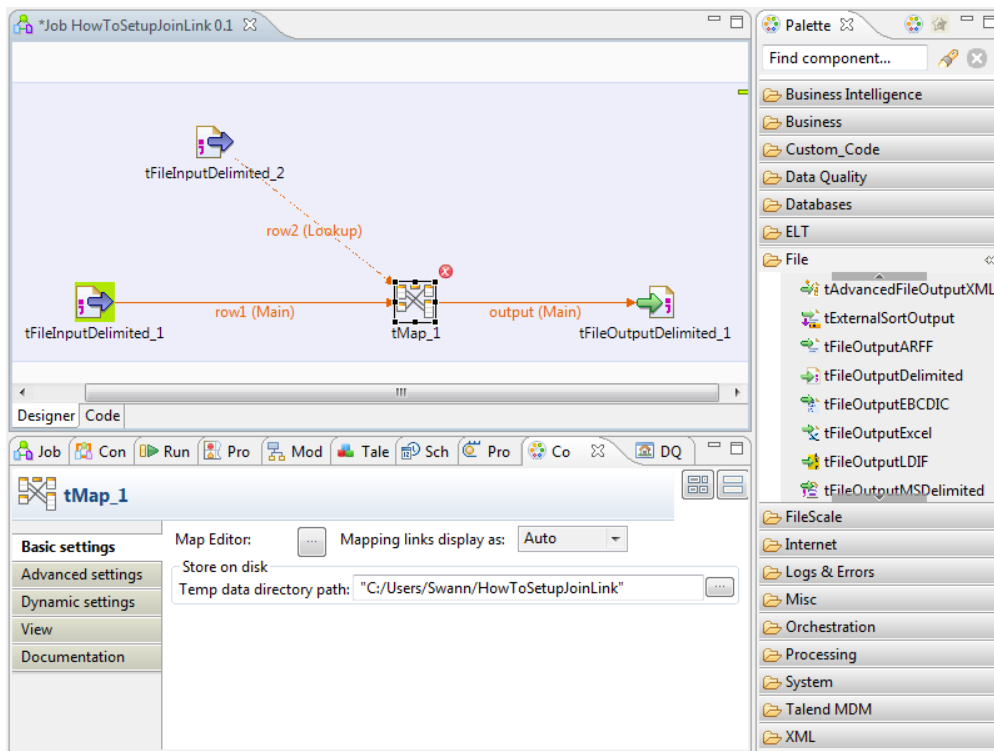 *Job HowToSetupJoinLink 0.1
tFileInputDelimited_2
row2 (Lookup)
row1 (Main)
output (Main)
tFileInputDelimited_1
tMap_1
tFileOutputDelimited_1
Designer
Code
Palette
Find component...
Business Intelligence
Business
Custom_Code
Data Quality
Databases
ELT
File
tAdvancedFileOutputXML
tExternalSortOutput
tFileOutputARFF
tFileOutputDelimited
tFileOutputEBCDIC
tFileOutputExcel
tFileOutputLDIF
tFileOutputMSDelimited
FileScale
Internet
Logs & Errors
Misc
Orchestration
Processing
System
Talend MDM
XML
Job Con Run Pro Mod Tale Sch Pro Co DQ
tMap_1
Basic settings
Advanced settings
Dynamic settings
View
Documentation
Map Editor: ... Mapping links display as: Auto
Store on disk
Temp data directory path: "C:/Users/Swann/HowToSetupJoinLink" ...